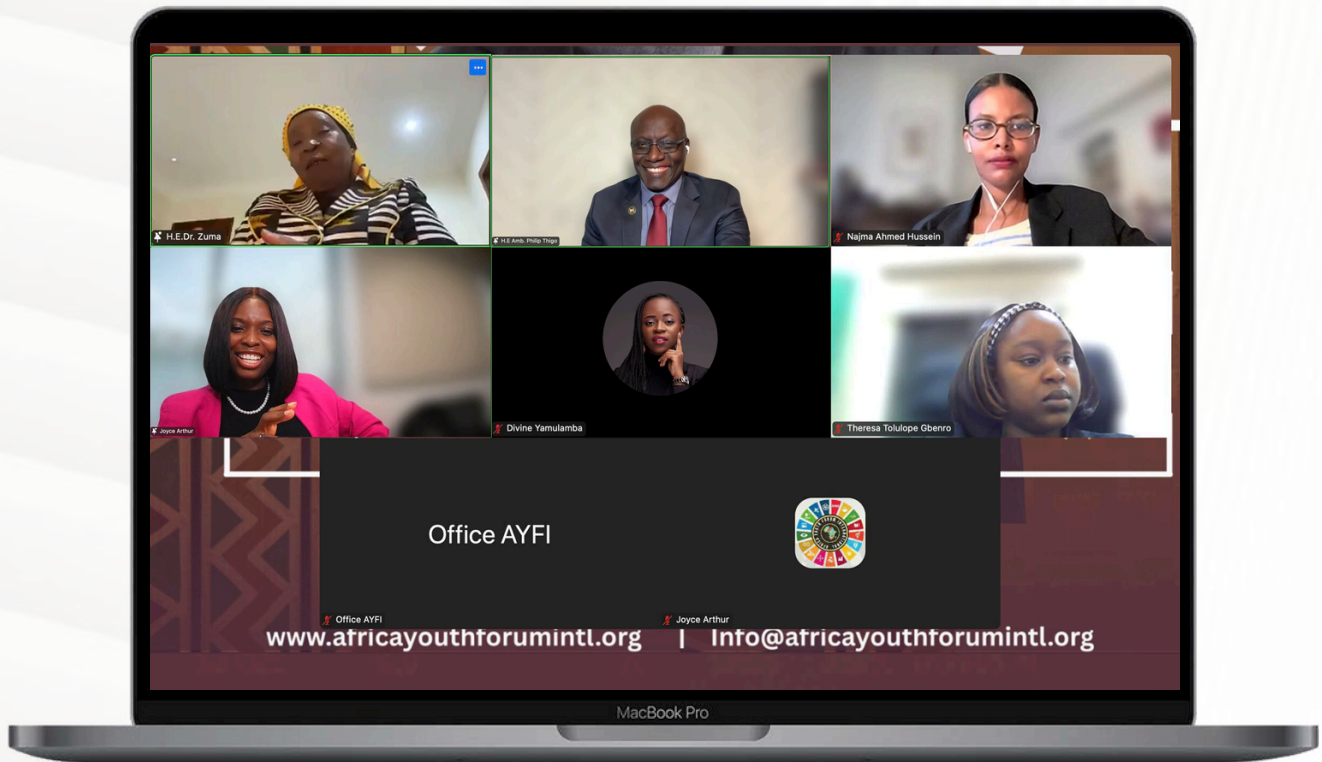 H.E.Dr. Zuma
H.E Amb. Philip Thigo
Najma Ahmed Hussein
Joyce Arthur
Divine Yamulamba
Theresa Tolulope Gbenro
Office AYFI
Office AYFI
Joyce Arthur
www.africayouthforumintl.org | Info@africayouthforumintl.org
MacBook Pro